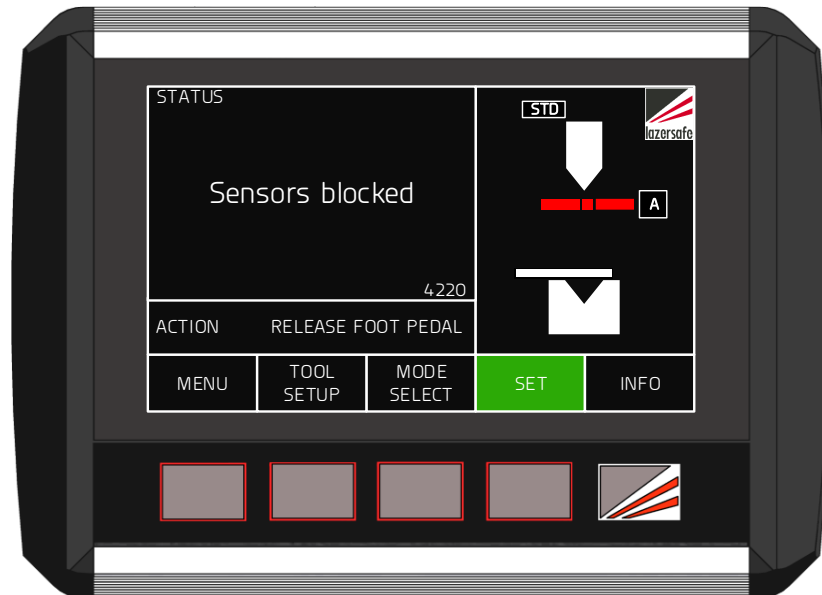 STATUS
STD
lazersafe
Sensors blocked
A
4220
ACTION RELEASE FOOT PEDAL
MENU
TOOL
SETUP
MODE
SELECT
SET
INFO